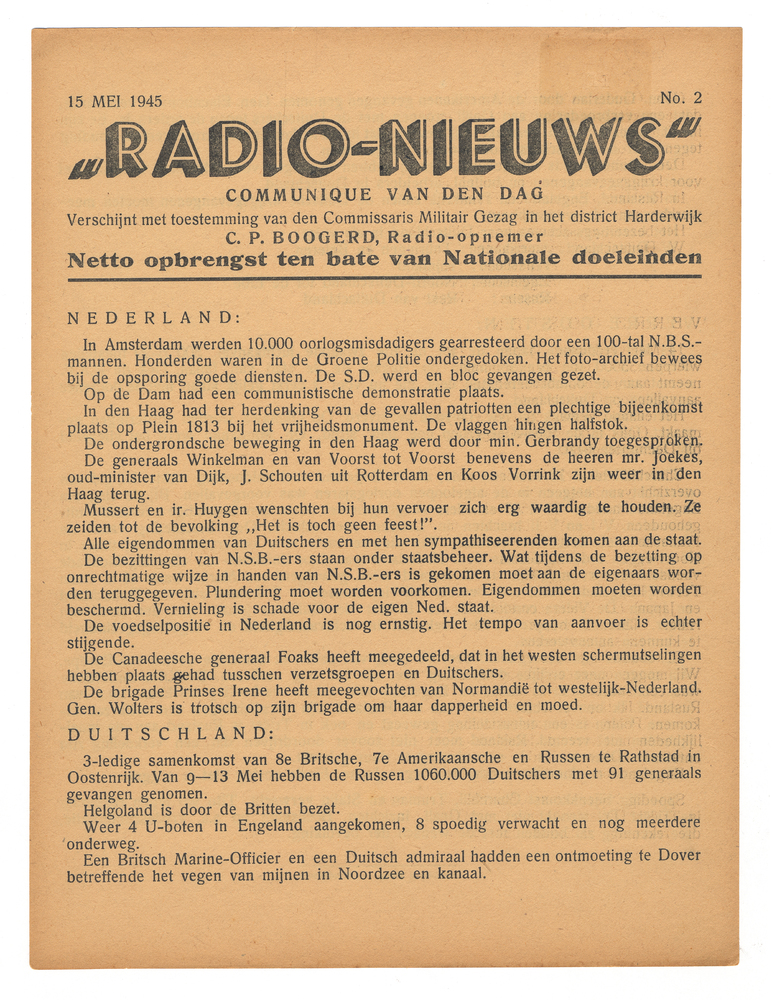 15 MEI 1945 No. 2
„RADIO-NIEUWS”
COMMUNIQUE VAN DEN DAG
Verschijnt met toestemming van den Commissaris Militair Gezag in het district Harderwijk
C. P. BOOGERD, Radio-opnemer
Netto opbrengst ten bate van Nationale doeleinden
NEDERLAND:
In Amsterdam werden 10.000 oorlogsmisdadigers gearresteerd door een 100-tal N.B.S.-
mannen. Honderden waren in de Groene Politie ondergedoken. Het foto-archief bewees
bij de opsporing goede diensten. De S.D. werd en bloc gevangen gezet.
Op de Dam had een communistische demonstratie plaats.
In den Haag had ter herdenking van de gevallen patriotten een plechtige bijeenkomst
plaats op Plein 1813 bij het vrijheidsmonument. De vlaggen hingen halfstok.
De ondergrondsche beweging in den Haag werd door min. Gerbrandy toegesproken.
De generaals Winkelman en van Voorst tot Voorst benevens de heeren mr. Joekes,
oud-minister van Dijk, J. Schouten uit Rotterdam en Koos Vorrink zijn weer in den
Haag terug.
Mussert en ir. Huygen wenschten bij hun vervoer zich erg waardig te houden. Ze
zeiden tot de bevolking ,,Het is toch geen feest!”.
Alle eigendommen van Duitschers en met hen sympathiseerenden komen aan de staat.
De bezittingen van N.S.B.-ers staan onder staatsbeheer. Wat tijdens de bezetting op
onrechtmatige wijze in handen van N.S.B.-ers is gekomen moet aan de eigenaars wor-
den teruggegeven. Plundering moet worden voorkomen. Eigendommen moeten worden
beschermd. Vernieling is schade voor de eigen Ned. staat.
De voedselpositie in Nederland is nog ernstig. Het tempo van aanvoer is echter
stijgende.
De Canadeesche generaal Foaks heeft meegedeeld, dat in het westen schermutselingen
hebben plaats gehad tusschen verzetsgroepen en Duitschers.
De brigade Prinses Irene heeft meegevochten van Normandië tot westelijk-Nederland.
Gen. Wolters is trotsch op zijn brigade om haar dapperheid en moed.
DUITSCHLAND:
3-ledige samenkomst van 8e Britsche, 7e Amerikaansche en Russen te Rathstad in
Oostenrijk. Van 9—13 Mei hebben de Russen 1060.000 Duitschers met 91 generaals
gevangen genomen.
Helgoland is door de Britten bezet.
Weer 4 U-boten in Engeland aangekomen, 8 spoedig verwacht en nog meerdere
onderweg.
Een Britsch Marine-Officier en een Duitsch admiraal hadden een ontmoeting te Dover
betreffende het vegen van mijnen in Noordzee en kanaal.